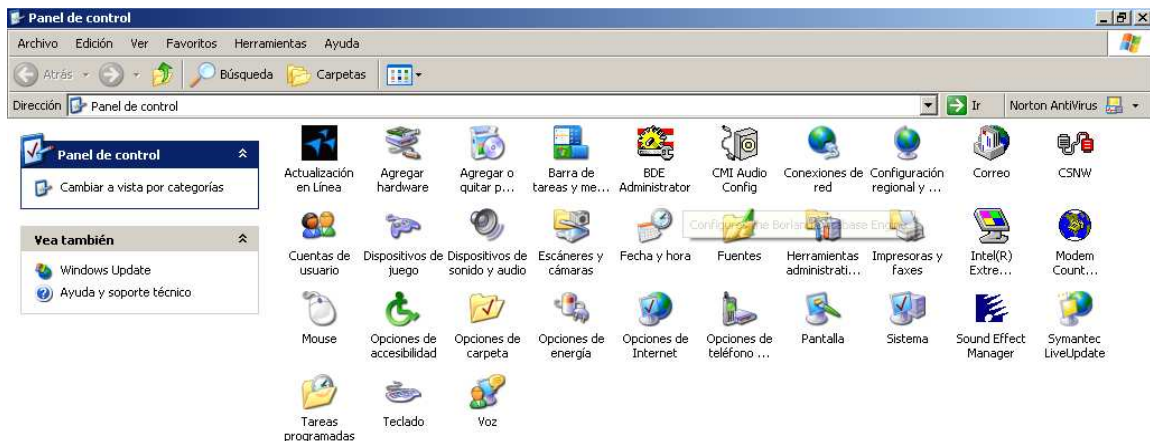 Panel de control
Archivo Edición Ver Favoritos Herramientas Ayuda
Atrás Búsqueda Carpetas
Dirección Panel de control Ir Norton AntiVirus
Panel de control
Cambiar a vista por categorías
Vea también
Windows Update
Ayuda y soporte técnico
Actualización en Línea
Agregar hardware
Agregar o quitar p...
Barra de tareas y me...
BDE Administrator
CMI Audio Config
Conexiones de red
Configuración regional y ...
Correo
CSNW
Configures the Borland Database Engine
Cuentas de usuario
Dispositivos de juego
Dispositivos de sonido y audio
Escáneres y cámaras
Fecha y hora
Fuentes
Herramientas administrati...
Impresoras y faxes
Intel(R) Extre...
Modem Count...
Mouse
Opciones de accesibilidad
Opciones de carpeta
Opciones de energía
Opciones de Internet
Opciones de teléfono ...
Pantalla
Sistema
Sound Effect Manager
Symantec LiveUpdate
Tareas programadas
Teclado
Voz